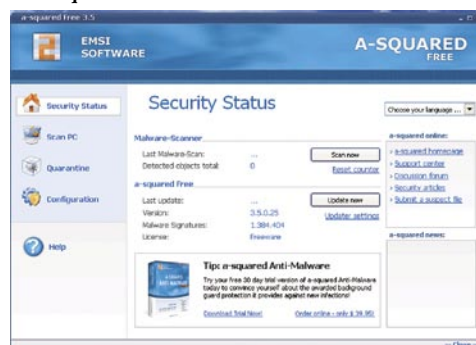 a-squared Free 3.5
EMSI
SOFTWARE
A-SQUARED
FREE
Security Status
Scan PC
Quarantine
Configuration
Help
Security Status
Choose your language ...
Malware-Scanner
Last Malware-Scan: ... Scan now
Detected objects total: 0 Reset counter
a-squared Free
Last update: ... Update now
Version: 3.5.0.25 Updater settings
Malware Signatures: 1.384.404
License: Freeware
Tip: a-squared Anti-Malware
Try your free 30 day trial version of a-squared Anti-Malware
today to convince yourself about the awarded background
guard protection it provides against new infections!
Download Trial Now! Order online - only $ 39.95!
a-squared online:
› a-squared homepage
› Support center
› Discussion forum
› Security articles
› Submit a suspect file
a-squared news:
Close